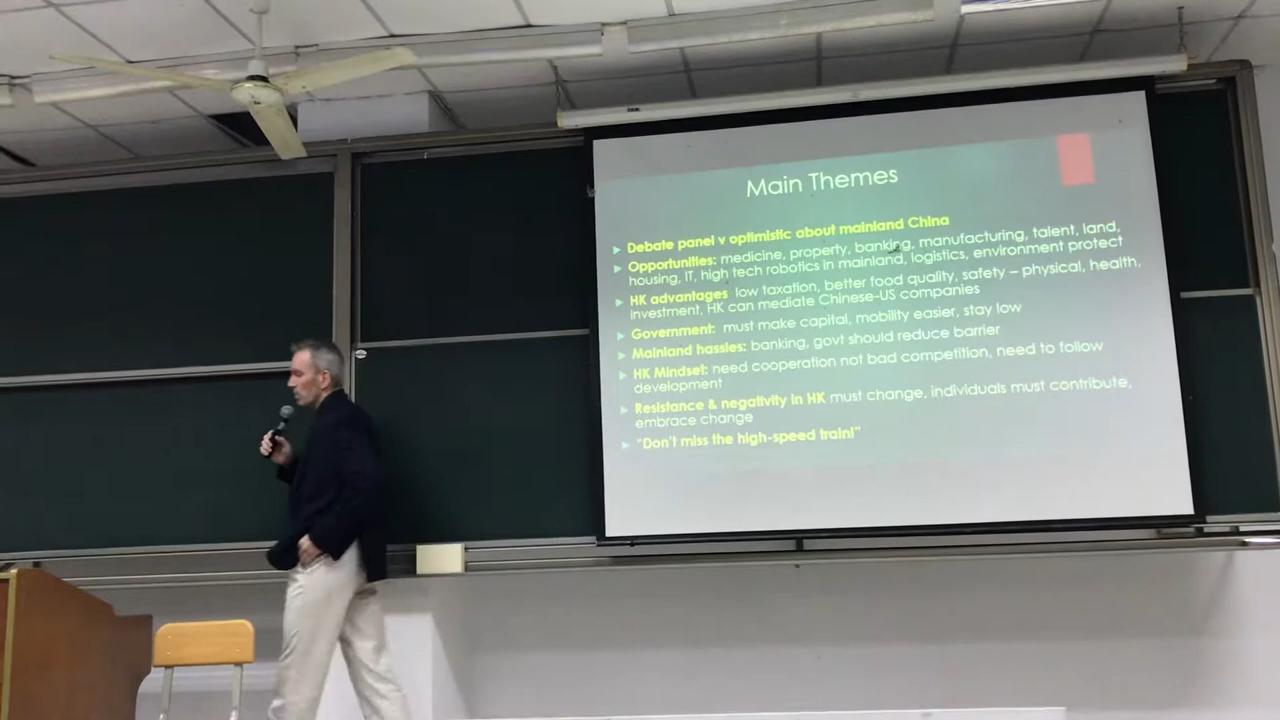 Main Themes
Debate panel v optimistic about mainland China
Opportunities: medicine, property, banking, manufacturing, talent, land,
housing, IT, high tech robotics in mainland, logistics, environment protect
HK advantages low taxation, better food quality, safety – physical, health,
investment, HK can mediate Chinese-US companies
Government: must make capital, mobility easier, stay low
Mainland hassles: banking, govt should reduce barrier
HK Mindset: need cooperation not bad competition, need to follow
development
Resistance & negativity in HK must change, individuals must contribute,
embrace change
"Don't miss the high-speed train!"